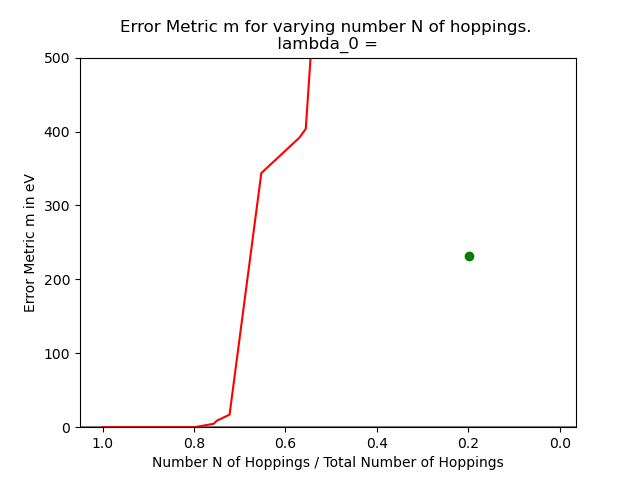 Error Metric m for varying number N of hoppings.
lambda_0 =
500
400
300
200
100
0
Error Metric m in eV
1.0 0.8 0.6 0.4 0.2 0.0
Number N of Hoppings / Total Number of Hoppings